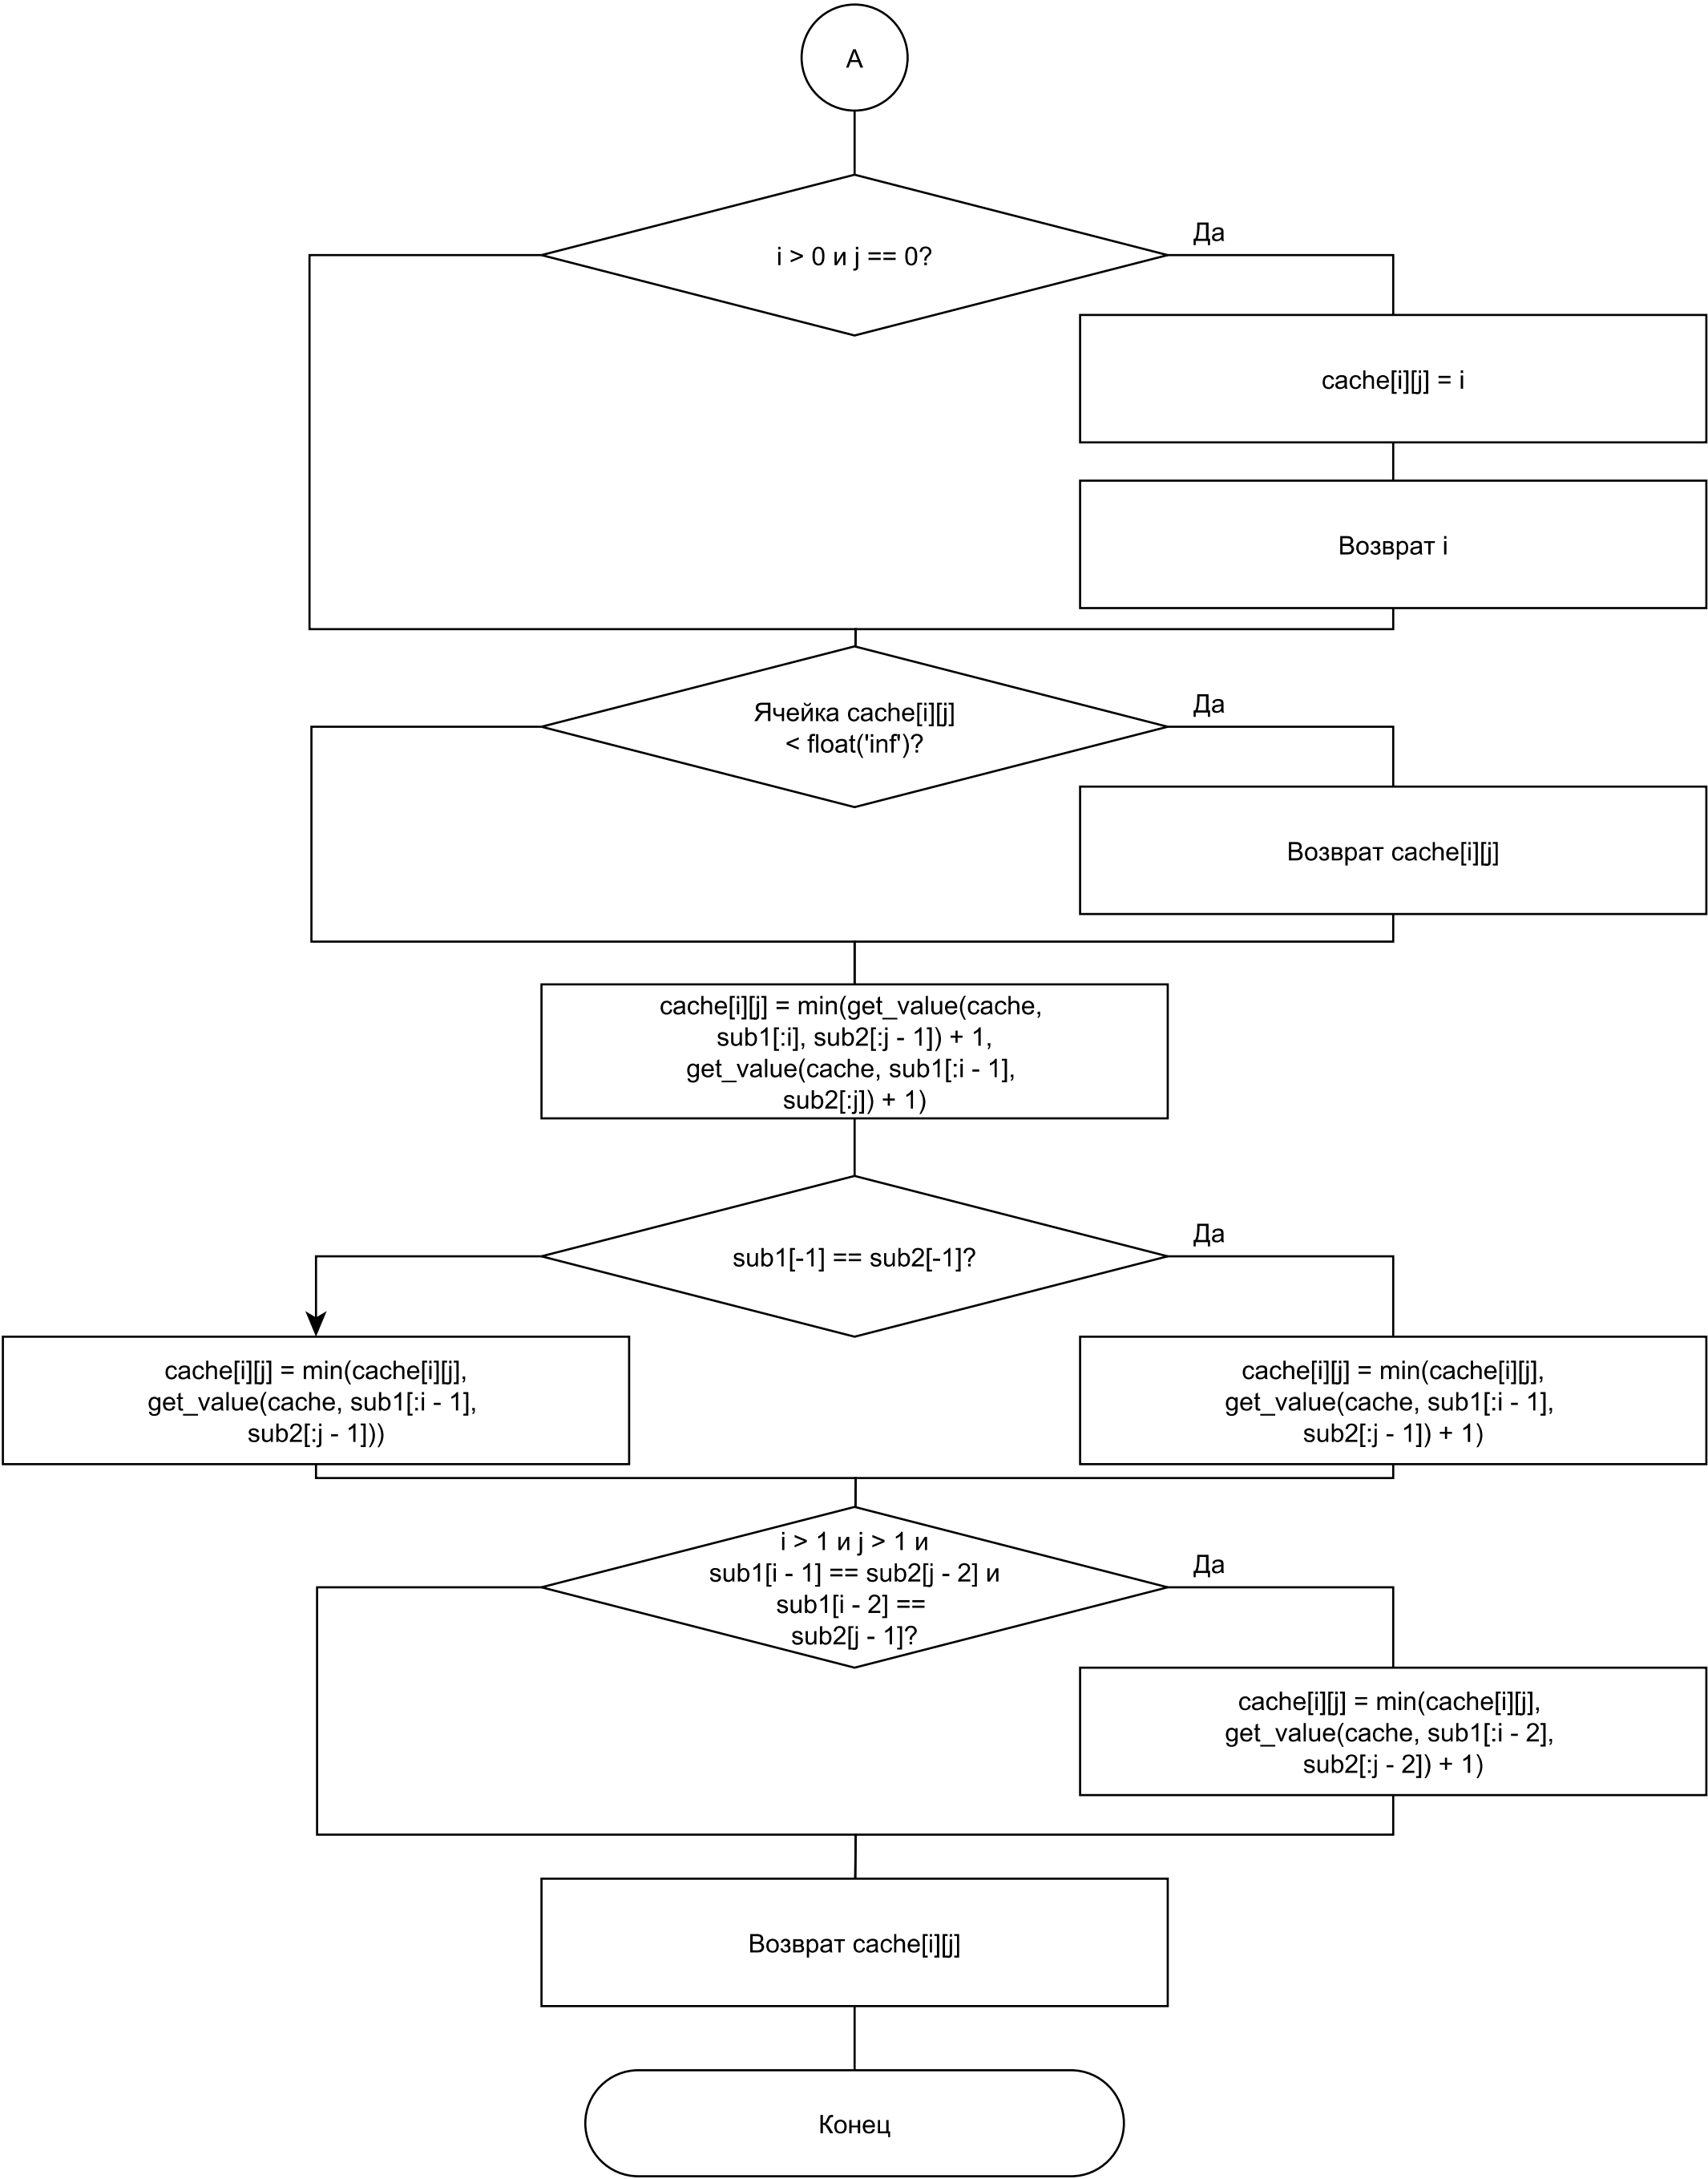 A
i > 0 и j == 0?
Да
cache[i][j] = i
Возврат i
Ячейка cache[i][j]
< float('inf')?
Да
Возврат cache[i][j]
cache[i][j] = min(get_value(cache,
sub1[:i], sub2[:j - 1]) + 1,
get_value(cache, sub1[:i - 1],
sub2[:j]) + 1)
sub1[-1] == sub2[-1]?
Да
cache[i][j] = min(cache[i][j],
get_value(cache, sub1[:i - 1],
sub2[:j - 1]))
cache[i][j] = min(cache[i][j],
get_value(cache, sub1[:i - 1],
sub2[:j - 1]) + 1)
i > 1 и j > 1 и
sub1[i - 1] == sub2[j - 2] и
sub1[i - 2] ==
sub2[j - 1]?
Да
cache[i][j] = min(cache[i][j],
get_value(cache, sub1[:i - 2],
sub2[:j - 2]) + 1)
Возврат cache[i][j]
Конец